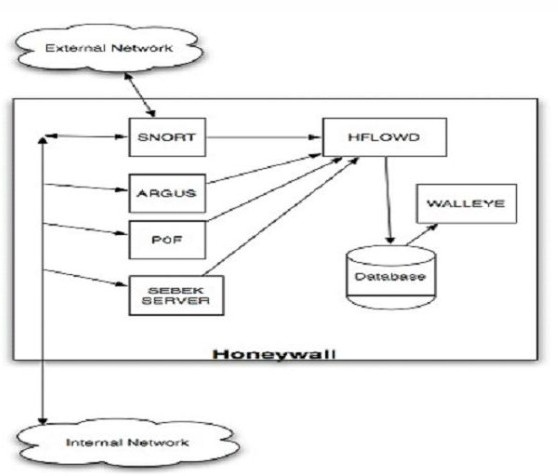 External Network
SNORT
HFLOWD
ARGUS
WALLEYE
P0F
Database
SEBEK
SERVER
Honeywall
Internal Network